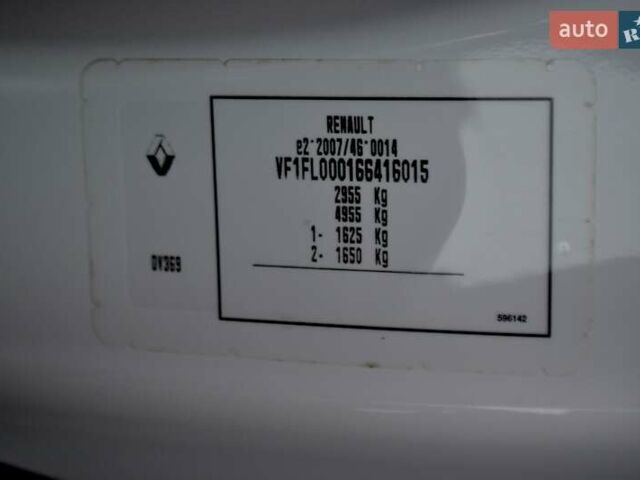 auto
R
RENAULT
e2*2007/46*0014
VF1FL000166416015
2955 Kg
4955 Kg
1- 1625 Kg
2- 1650 Kg
DV369
596142